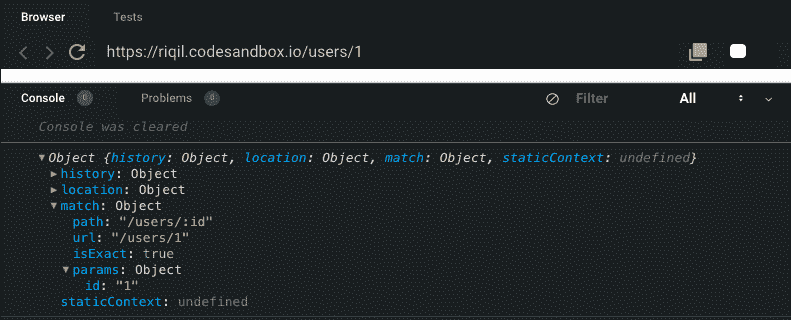 Browser Tests
https://riqil.codesandbox.io/users/1
Console 0 Problems 0 Filter All
Console was cleared
▼Object {history: Object, location: Object, match: Object, staticContext: undefined}
▶history: Object
▶location: Object
▼match: Object
path: "/users/:id"
url: "/users/1"
isExact: true
▼params: Object
id: "1"
staticContext: undefined